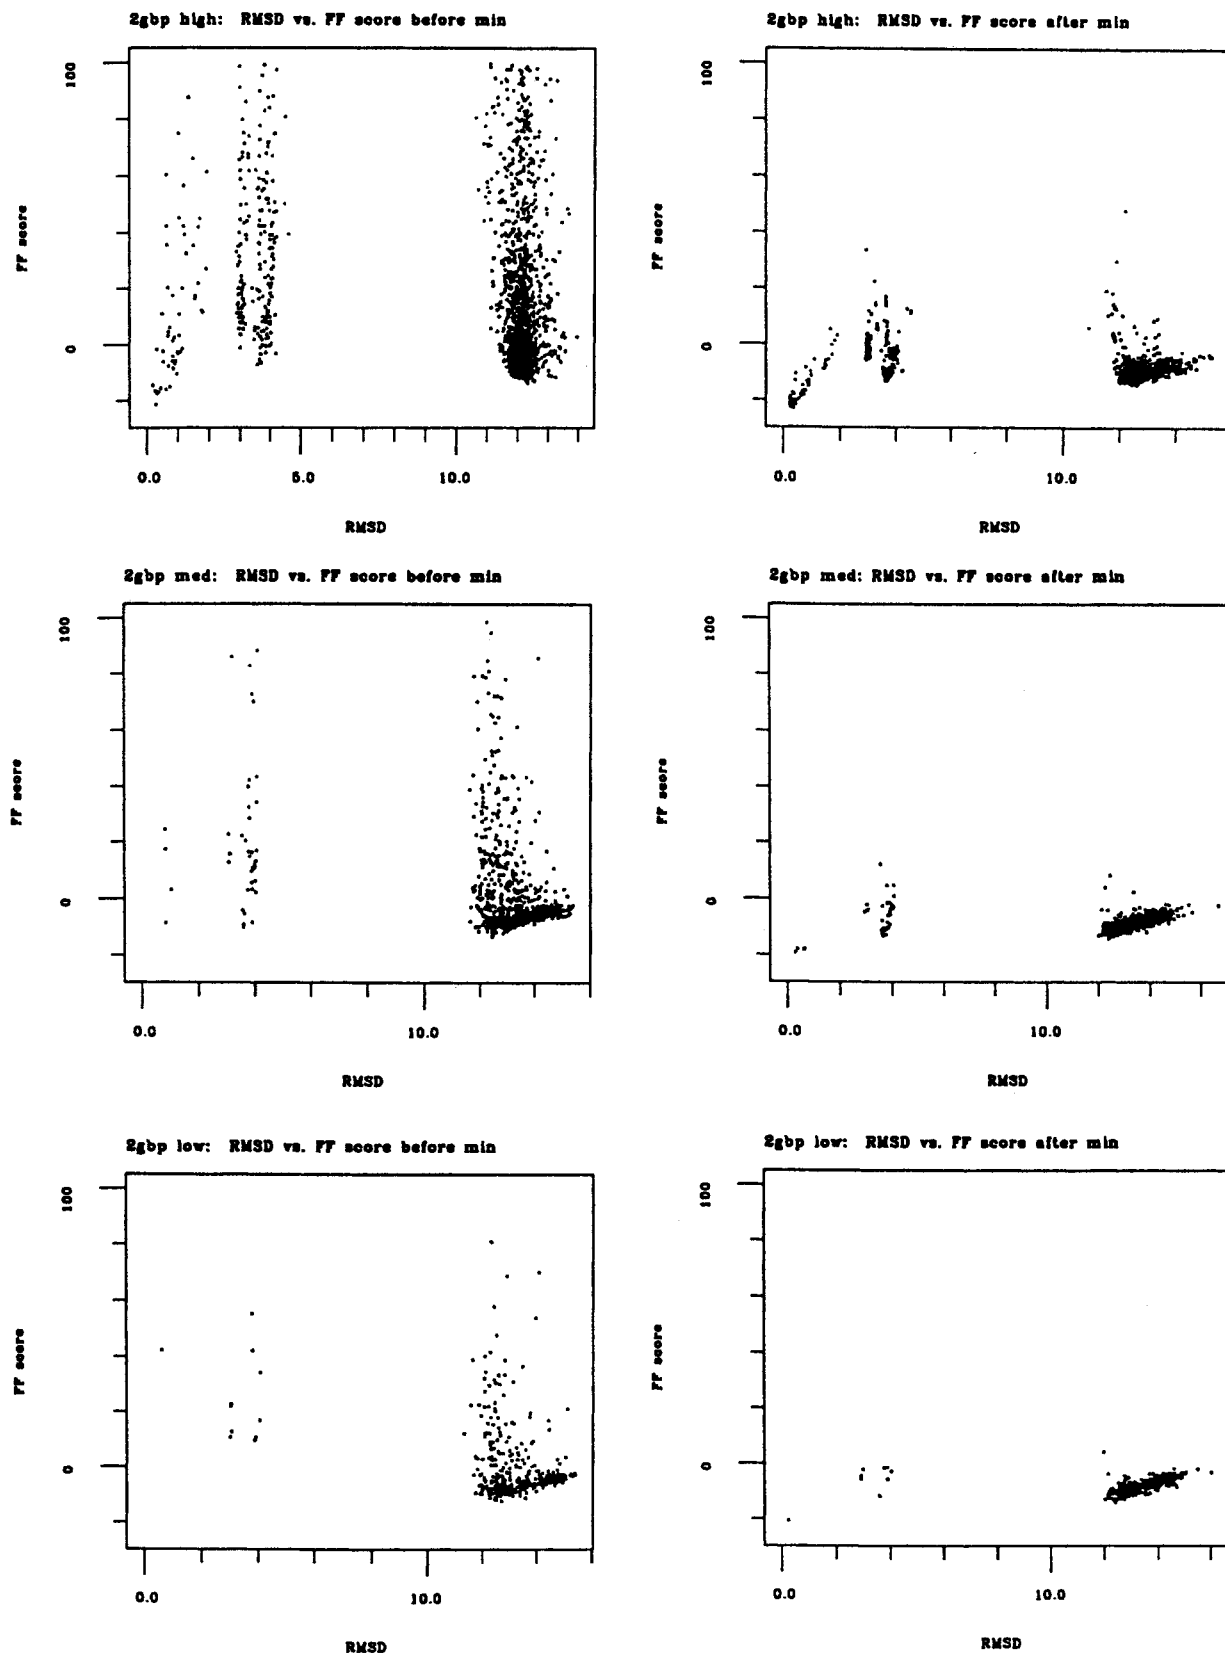 2gbp high: RMSD vs. FF score before min
100
0
FF score
0.0 5.0 10.0
RMSD
2gbp high: RMSD vs. FF score after min
100
0
FF score
0.0 10.0
RMSD
2gbp med: RMSD vs. FF score before min
100
0
FF score
0.0 10.0
RMSD
2gbp med: RMSD vs. FF score after min
100
0
FF score
0.0 10.0
RMSD
2gbp low: RMSD vs. FF score before min
100
0
FF score
0.0 10.0
RMSD
2gbp low: RMSD vs. FF score after min
100
0
FF score
0.0 10.0
RMSD